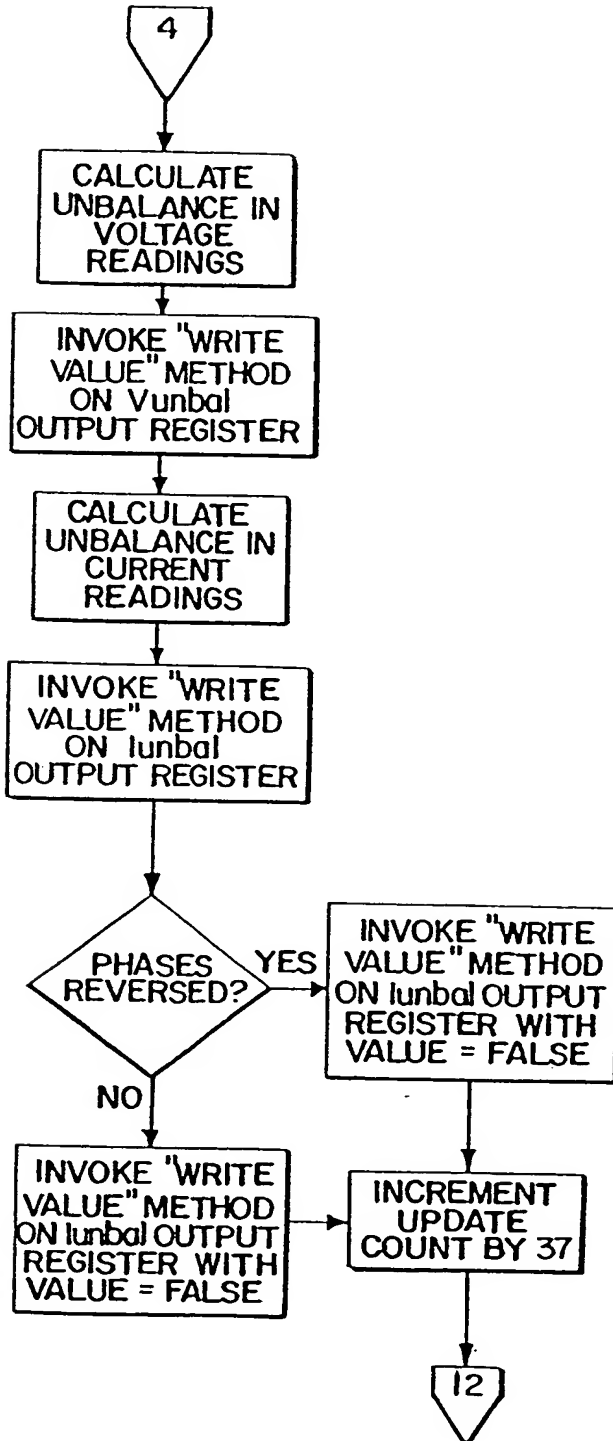 4
CALCULATE
UNBALANCE IN
VOLTAGE
READINGS
INVOKE "WRITE
VALUE" METHOD
ON Vunbal
OUTPUT REGISTER
CALCULATE
UNBALANCE IN
CURRENT
READINGS
INVOKE "WRITE
VALUE" METHOD
ON Iunbal
OUTPUT REGISTER
PHASES
REVERSED?
YES
INVOKE "WRITE
VALUE" METHOD
ON Iunbal OUTPUT
REGISTER WITH
VALUE = FALSE
NO
INVOKE "WRITE
VALUE" METHOD
ON Iunbal OUTPUT
REGISTER WITH
VALUE = FALSE
INCREMENT
UPDATE
COUNT BY 37
12